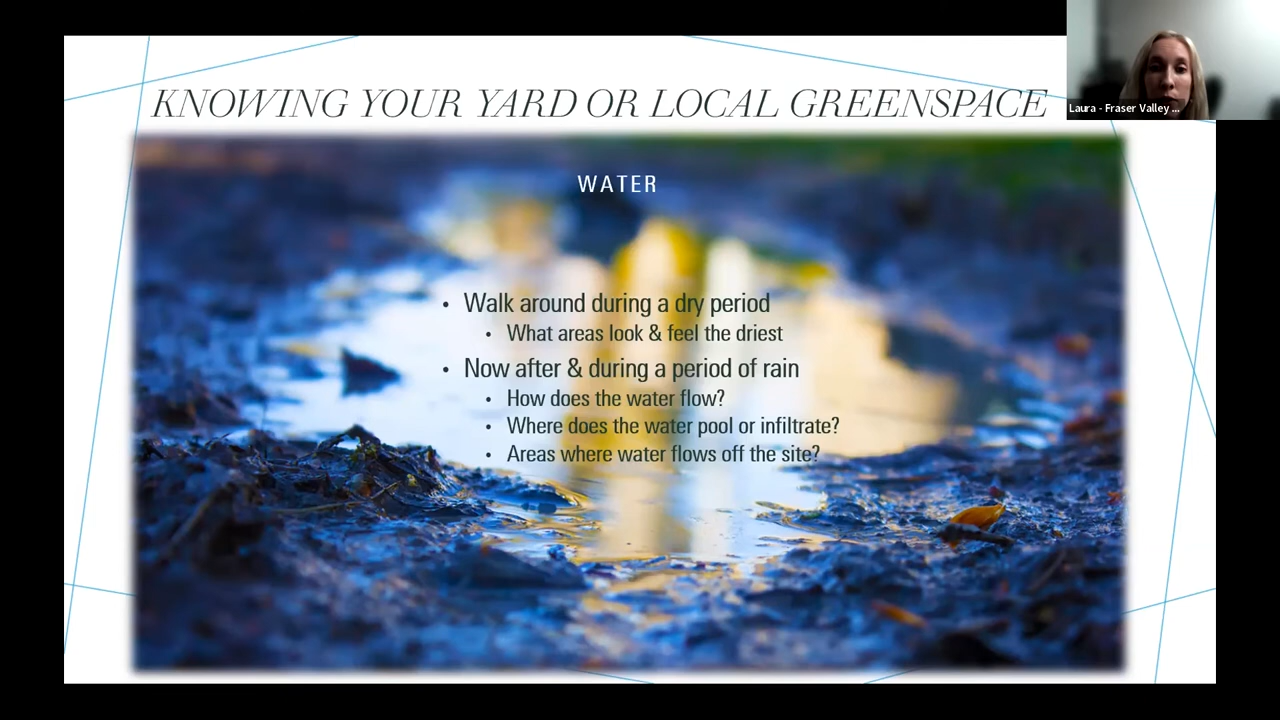 KNOWING YOUR YARD OR LOCAL GREENSPACE
Laura - Fraser Valley ...
WATER
• Walk around during a dry period
• What areas look & feel the driest
• Now after & during a period of rain
• How does the water flow?
• Where does the water pool or infiltrate?
• Areas where water flows off the site?